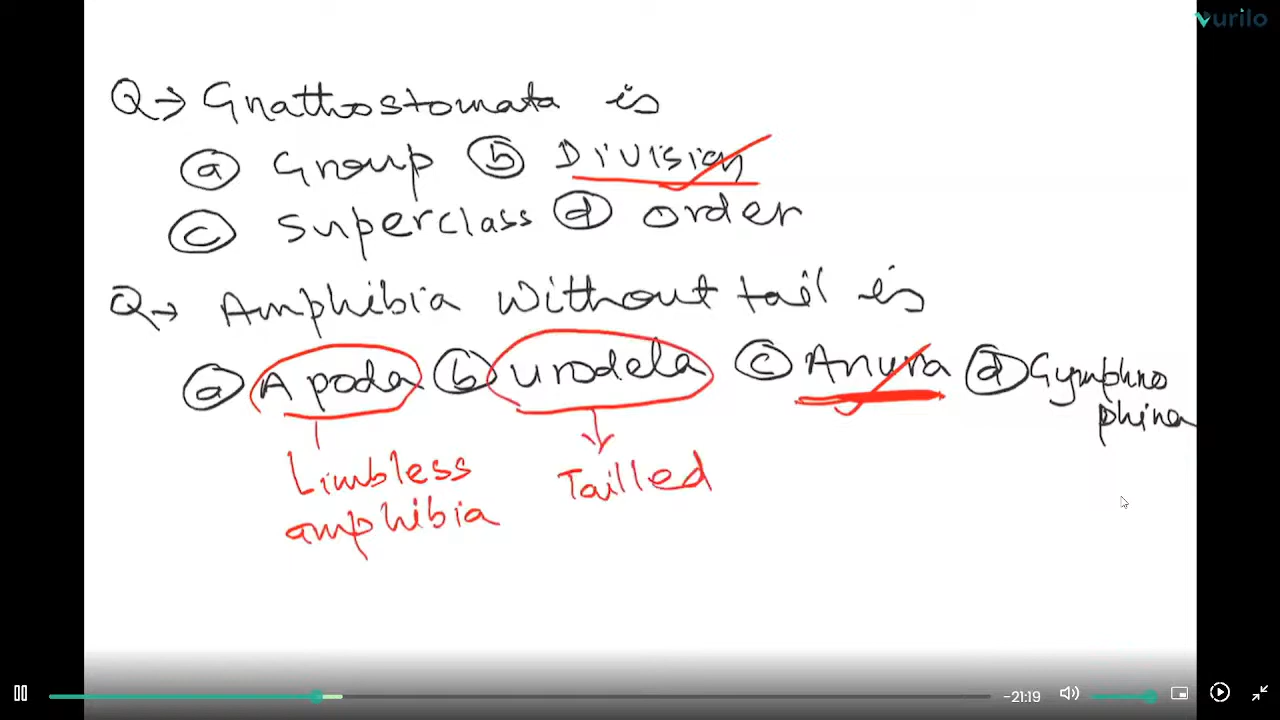 vurilo
Q→ Gnathostomata is
(a) Group (b) Division
(c) Superclass (d) order
Q→ Amphibia without tail is
(a) Apoda (b) urodela (c) Anura (d) Gymphno
phina
Limbless
amphibia
Tailled
-21:19